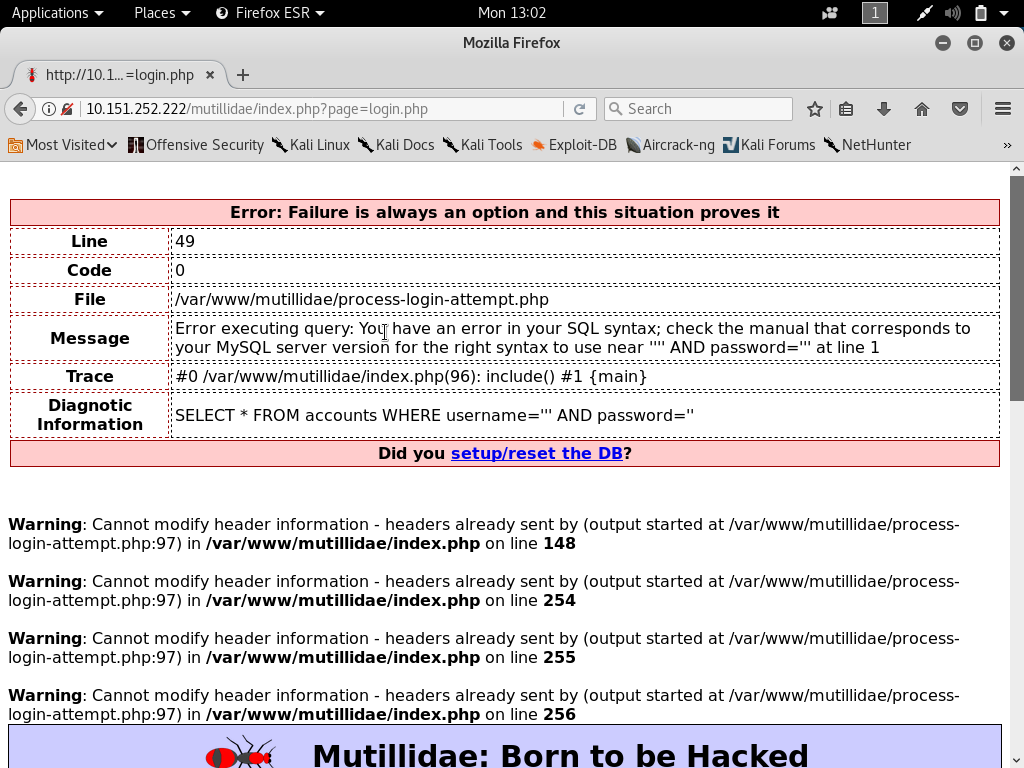 Applications Places Firefox ESR Mon 13:02 1
Mozilla Firefox
http://10.1...=login.php
10.151.252.222/mutillidae/index.php?page=login.php Search
Most Visited Offensive Security Kali Linux Kali Docs Kali Tools Exploit-DB Aircrack-ng Kali Forums NetHunter »
Error: Failure is always an option and this situation proves it
Line 49
Code 0
File /var/www/mutillidae/process-login-attempt.php
Message Error executing query: You have an error in your SQL syntax; check the manual that corresponds to
your MySQL server version for the right syntax to use near '''' AND password=''' at line 1
Trace #0 /var/www/mutillidae/index.php(96): include() #1 {main}
Diagnostic
Information SELECT * FROM accounts WHERE username=''' AND password=''
Did you setup/reset the DB?
Warning: Cannot modify header information - headers already sent by (output started at /var/www/mutillidae/process-
login-attempt.php:97) in /var/www/mutillidae/index.php on line 148
Warning: Cannot modify header information - headers already sent by (output started at /var/www/mutillidae/process-
login-attempt.php:97) in /var/www/mutillidae/index.php on line 254
Warning: Cannot modify header information - headers already sent by (output started at /var/www/mutillidae/process-
login-attempt.php:97) in /var/www/mutillidae/index.php on line 255
Warning: Cannot modify header information - headers already sent by (output started at /var/www/mutillidae/process-
login-attempt.php:97) in /var/www/mutillidae/index.php on line 256
Mutillidae: Born to be Hacked